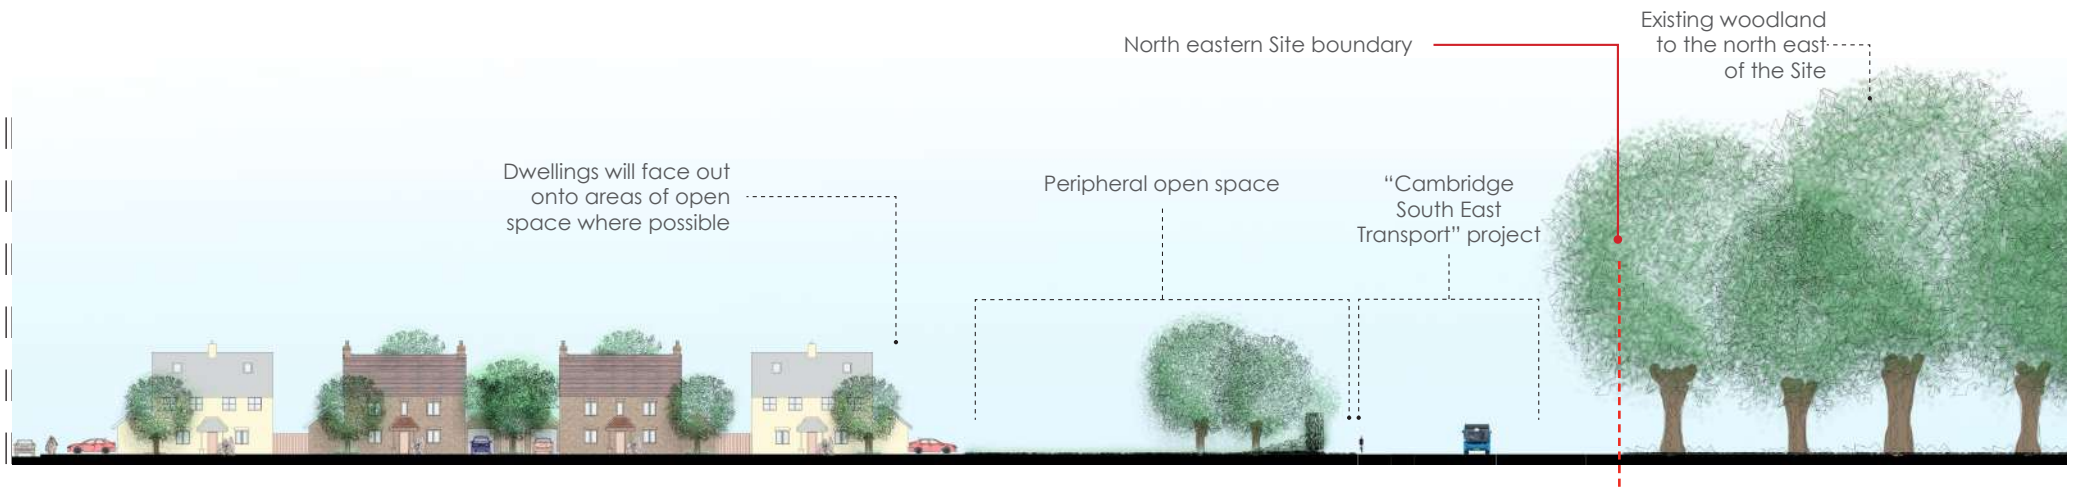 Existing woodland
to the north east
of the Site
North eastern Site boundary
Dwellings will face out
onto areas of open
space where possible
Peripheral open space
“Cambridge
South East
Transport” project